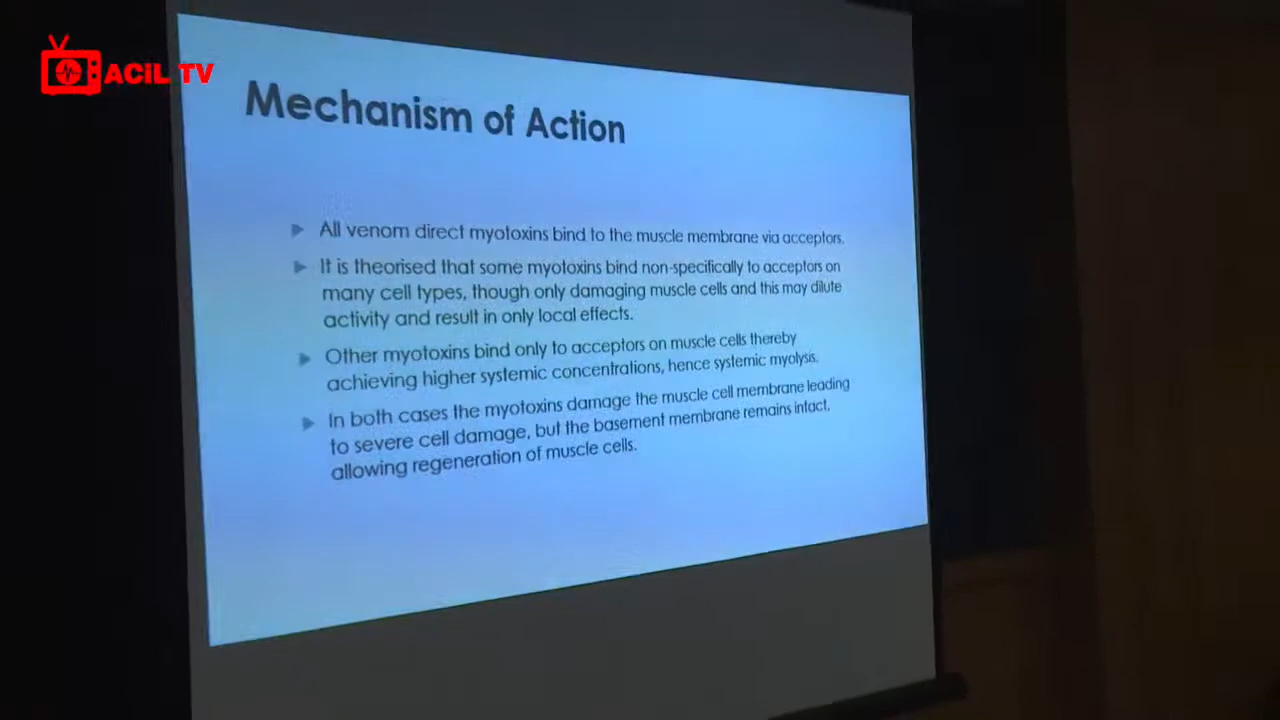 ACIL TV
Mechanism of Action
All venom direct myotoxins bind to the muscle membrane via acceptors.
It is theorised that some myotoxins bind non-specifically to acceptors on
many cell types, though only damaging muscle cells and this may dilute
activity and result in only local effects.
Other myotoxins bind only to acceptors on muscle cells thereby
achieving higher systemic concentrations, hence systemic myolysis.
In both cases the myotoxins damage the muscle cell membrane leading
to severe cell damage, but the basement membrane remains intact,
allowing regeneration of muscle cells.